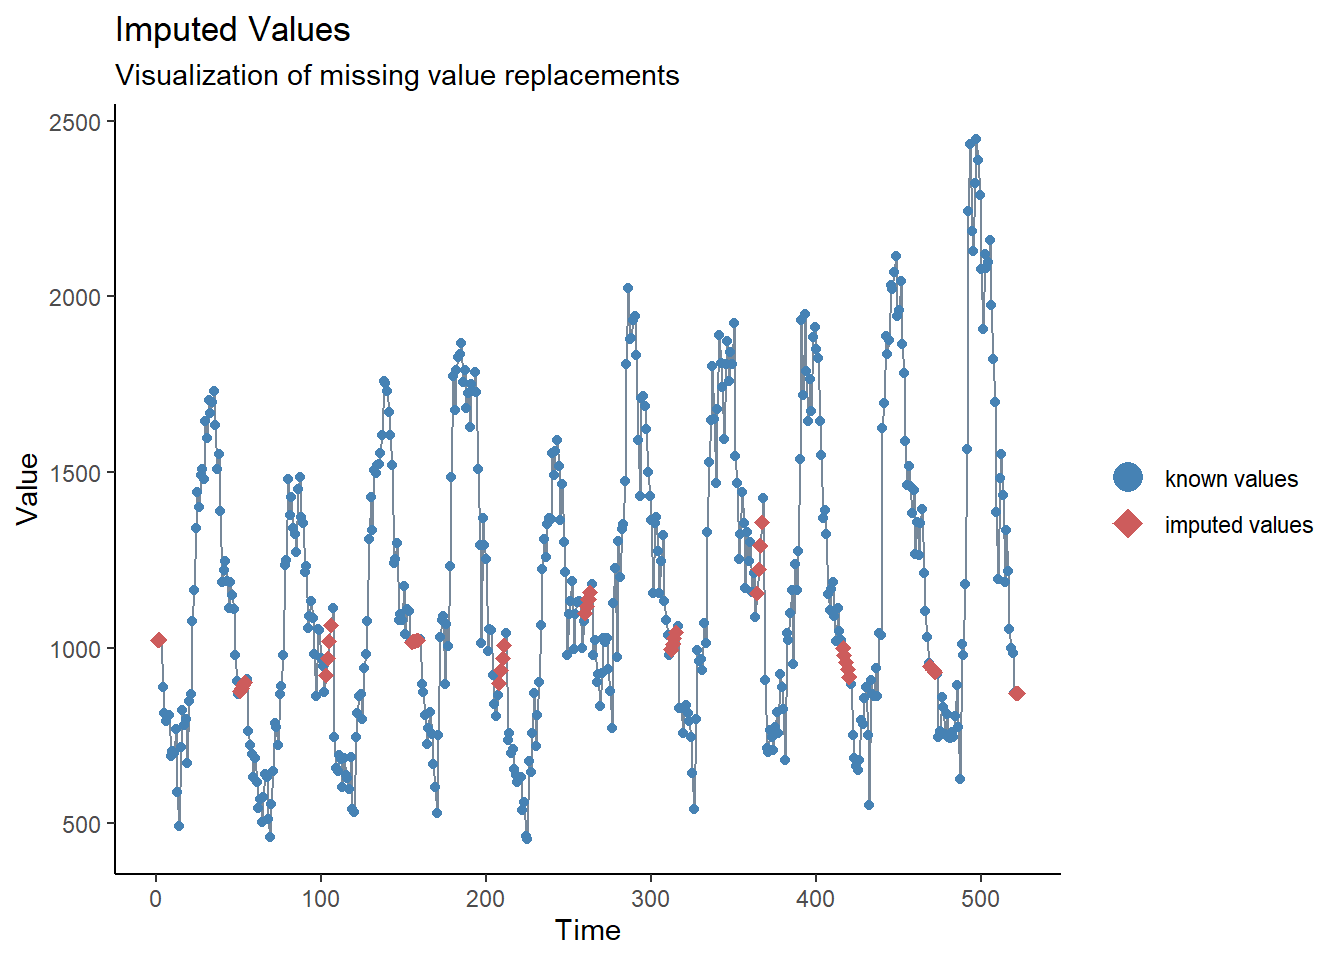 Imputed Values
Visualization of missing value replacements
2500
2000
1500
1000
500
Value
0 100 200 300 400 500
Time
known values
imputed values